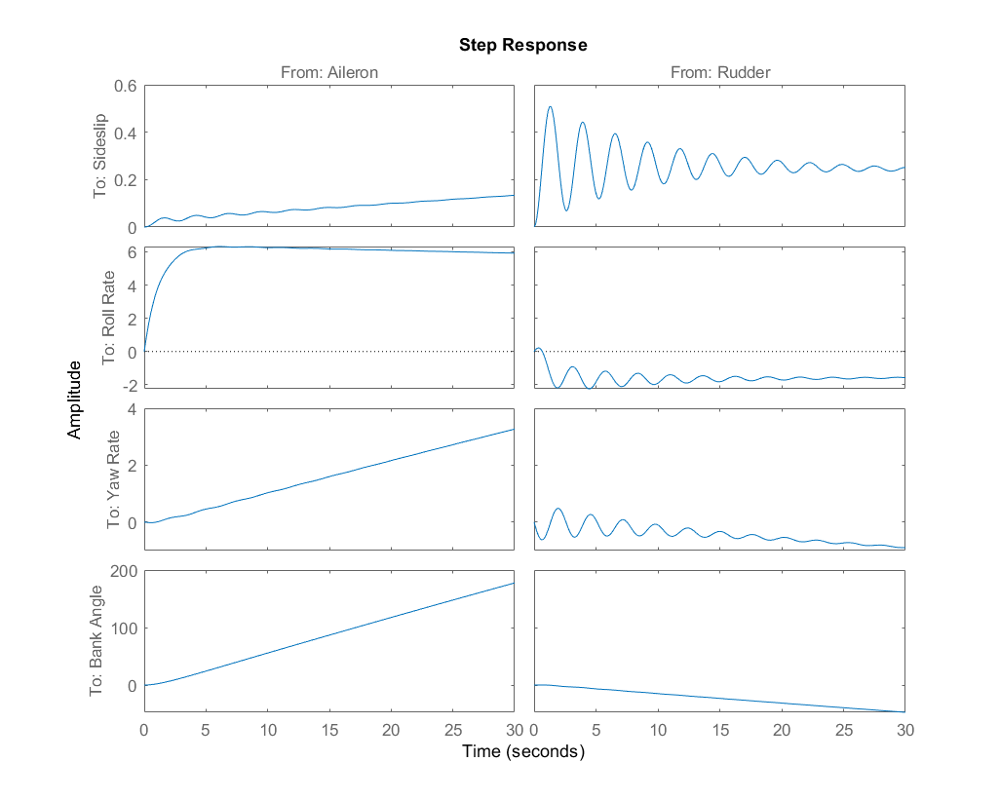 Step Response
From: Aileron
From: Rudder
To: Sideslip
0.6
0.4
0.2
0
To: Roll Rate
6
4
2
0
-2
Amplitude
To: Yaw Rate
4
2
0
To: Bank Angle
200
100
0
0 5 10 15 20 25 30
0 5 10 15 20 25 30
Time (seconds)